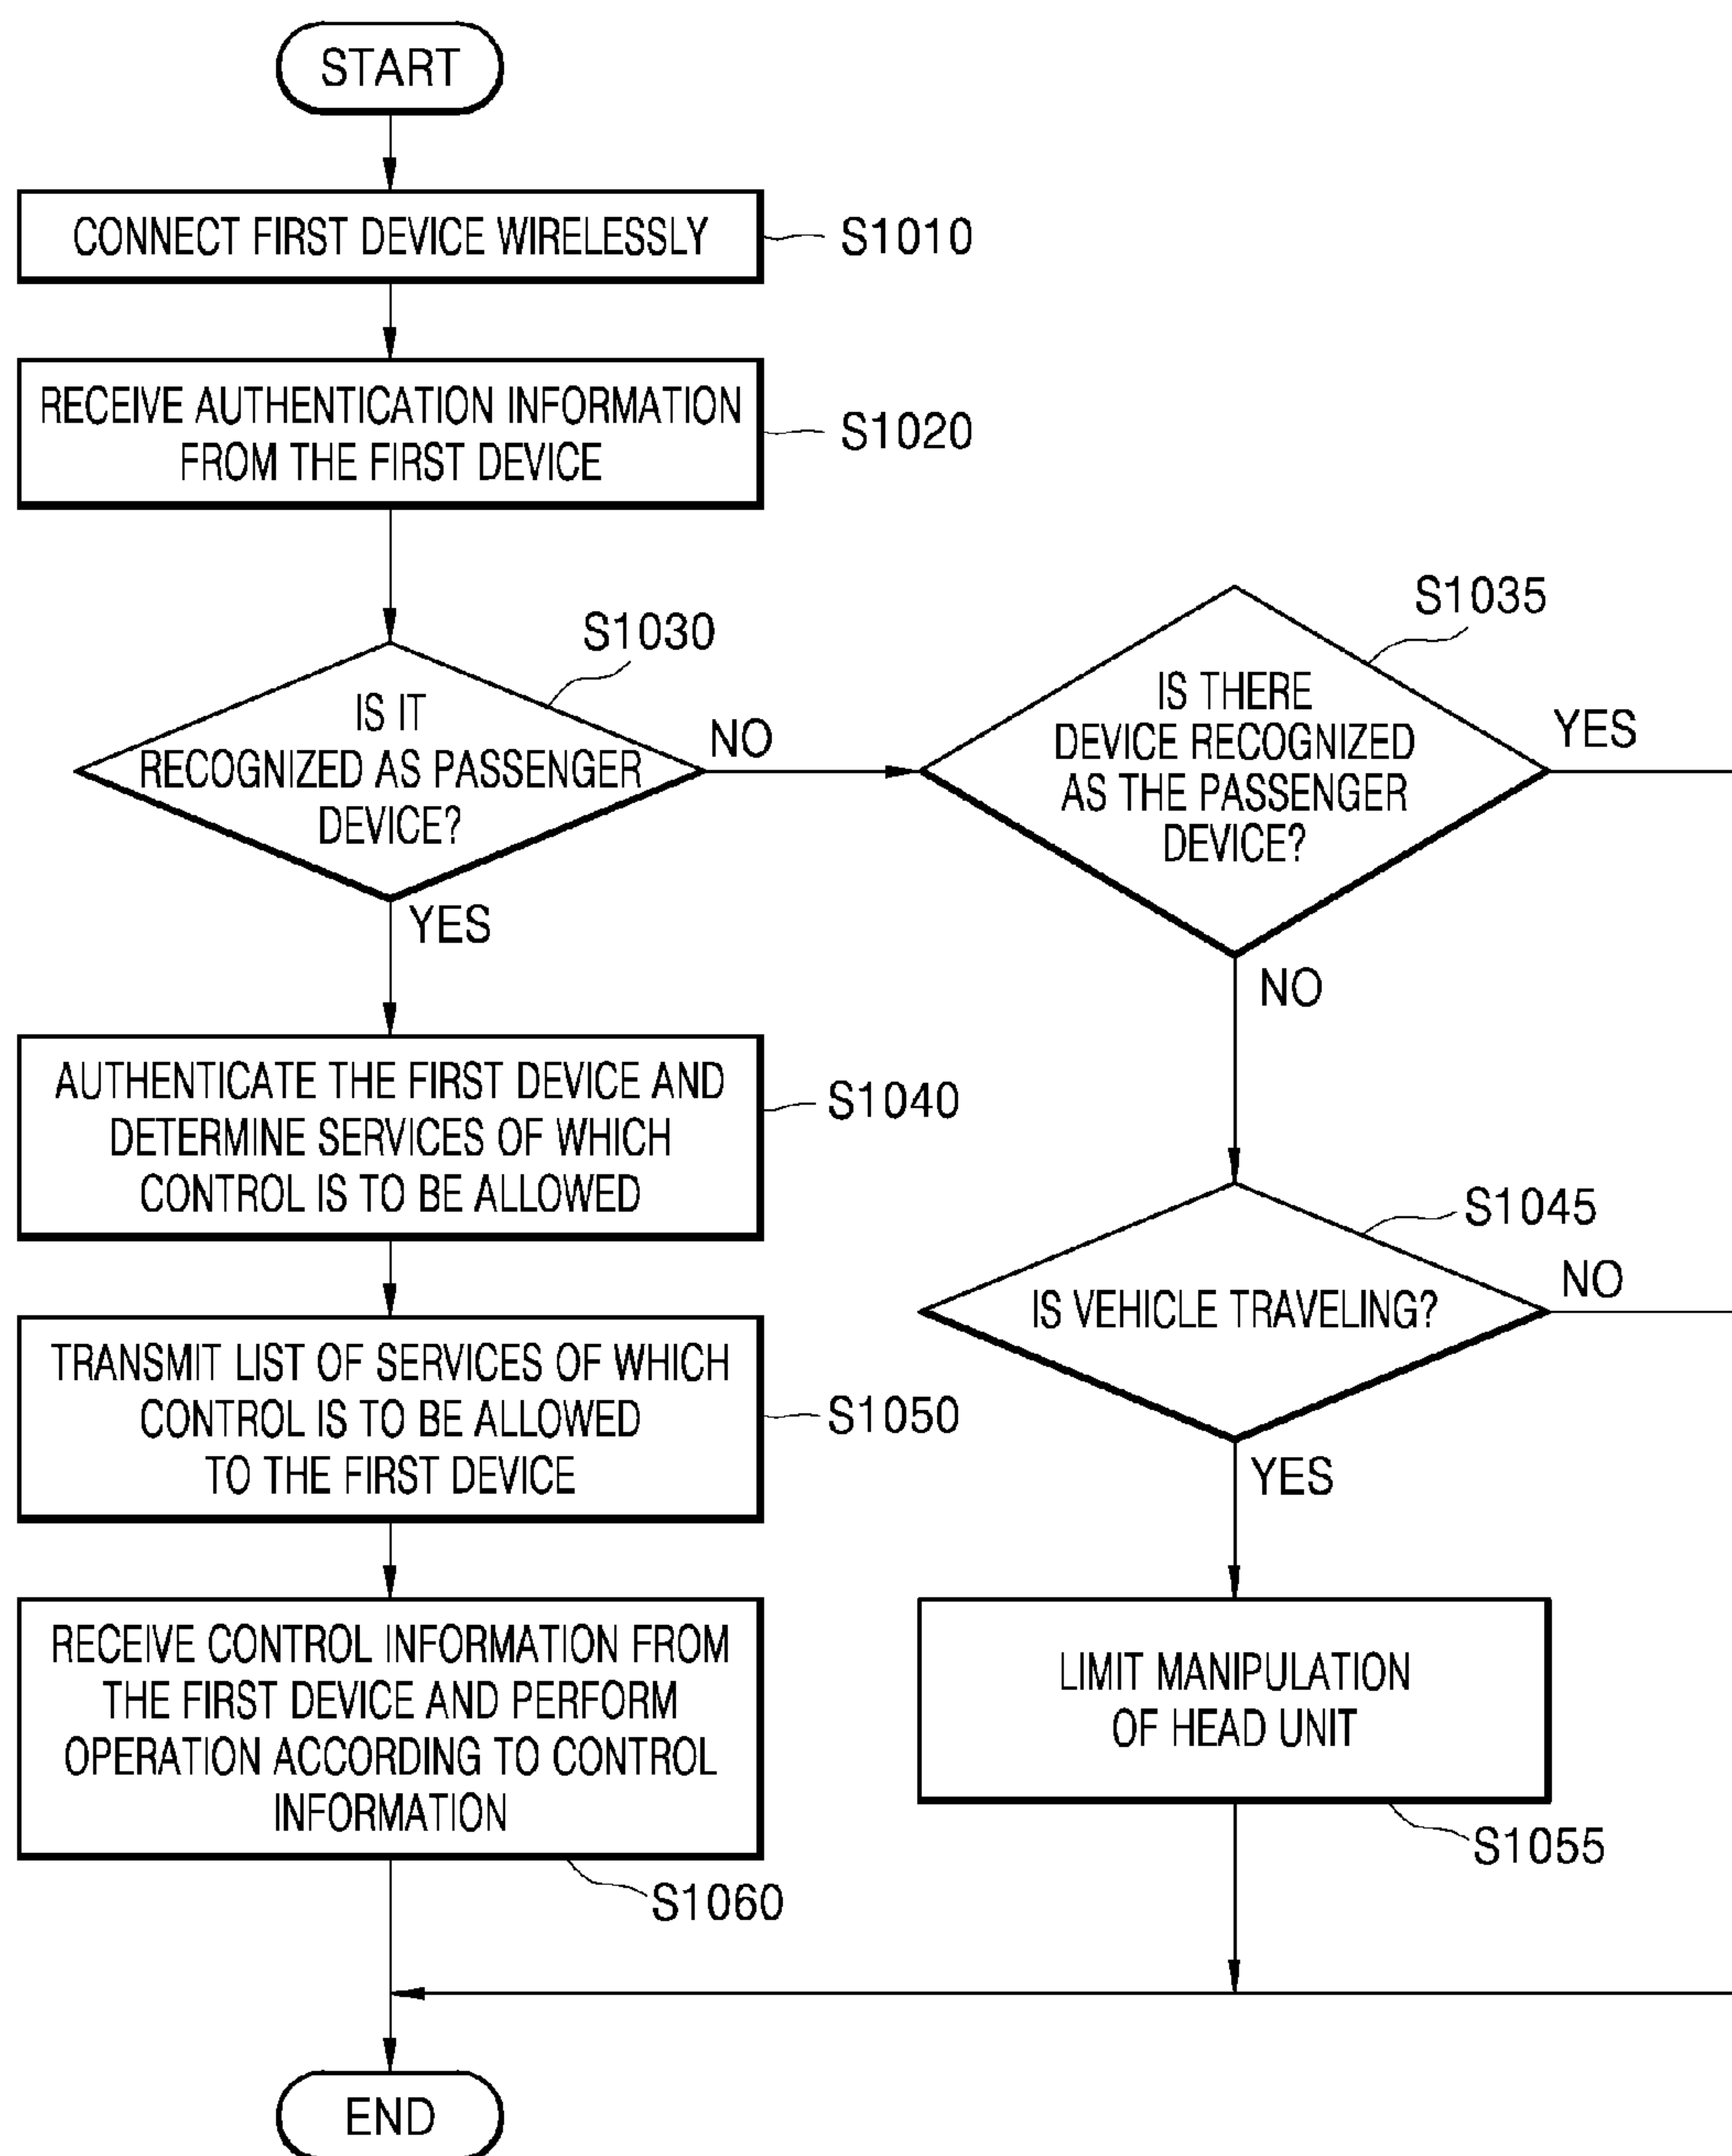 START
CONNECT FIRST DEVICE WIRELESSLY
S1010
RECEIVE AUTHENTICATION INFORMATION
FROM THE FIRST DEVICE
S1020
S1030
IS IT
RECOGNIZED AS PASSENGER
DEVICE?
NO
YES
S1035
IS THERE
DEVICE RECOGNIZED
AS THE PASSENGER
DEVICE?
YES
NO
AUTHENTICATE THE FIRST DEVICE AND
DETERMINE SERVICES OF WHICH
CONTROL IS TO BE ALLOWED
S1040
S1045
IS VEHICLE TRAVELING?
NO
YES
TRANSMIT LIST OF SERVICES OF WHICH
CONTROL IS TO BE ALLOWED
TO THE FIRST DEVICE
S1050
RECEIVE CONTROL INFORMATION FROM
THE FIRST DEVICE AND PERFORM
OPERATION ACCORDING TO CONTROL
INFORMATION
S1060
LIMIT MANIPULATION
OF HEAD UNIT
S1055
END